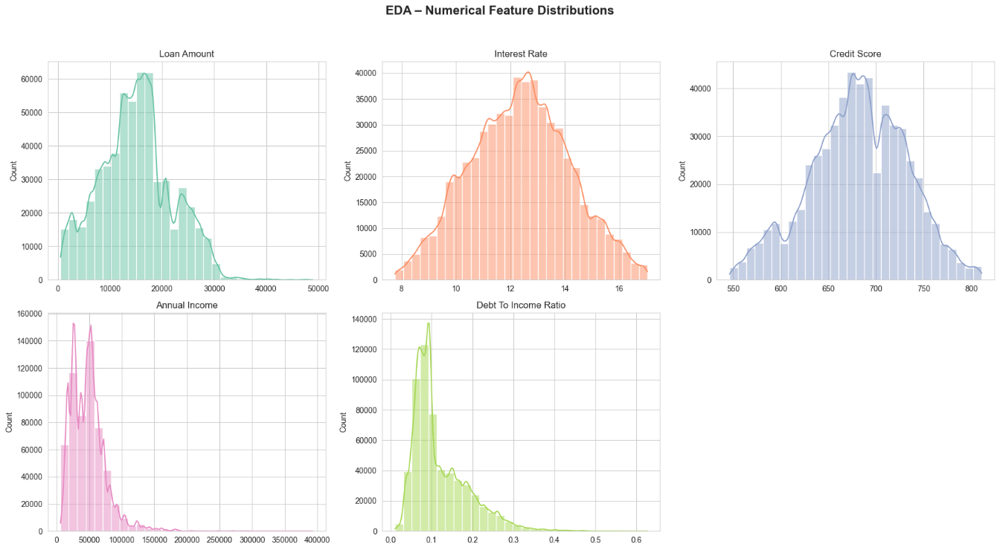 EDA – Numerical Feature Distributions
Loan Amount
Count
60000
50000
40000
30000
20000
10000
0
0 10000 20000 30000 40000 50000
Interest Rate
Count
40000
35000
30000
25000
20000
15000
10000
5000
0
8 10 12 14 16
Credit Score
Count
40000
30000
20000
10000
0
550 600 650 700 750 800
Annual Income
Count
160000
140000
120000
100000
80000
60000
40000
20000
0
0 50000 100000 150000 200000 250000 300000 350000 400000
Debt To Income Ratio
Count
140000
120000
100000
80000
60000
40000
20000
0
0.0 0.1 0.2 0.3 0.4 0.5 0.6